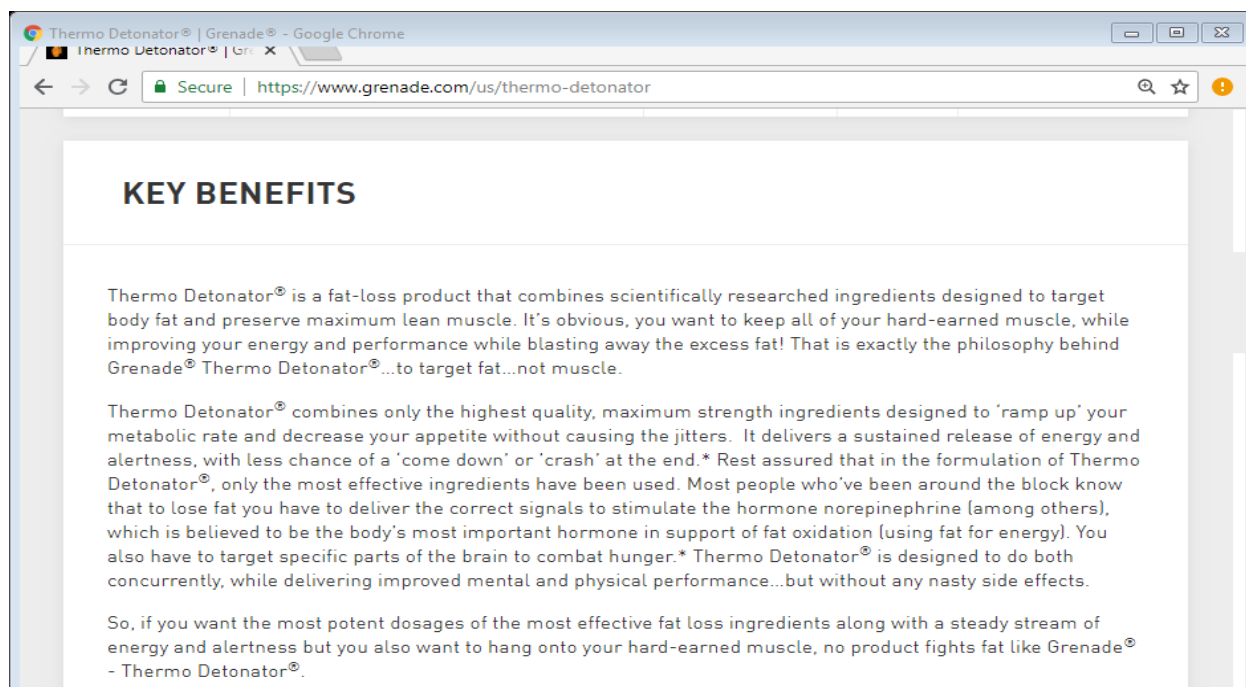 Thermo Detonator® | Grenade® - Google Chrome
Thermo Detonator® | Gre
Secure | https://www.grenade.com/us/thermo-detonator
KEY BENEFITS
Thermo Detonator® is a fat-loss product that combines scientifically researched ingredients designed to target
body fat and preserve maximum lean muscle. It’s obvious, you want to keep all of your hard-earned muscle, while
improving your energy and performance while blasting away the excess fat! That is exactly the philosophy behind
Grenade® Thermo Detonator®...to target fat...not muscle.
Thermo Detonator® combines only the highest quality, maximum strength ingredients designed to ‘ramp up’ your
metabolic rate and decrease your appetite without causing the jitters.  It delivers a sustained release of energy and
alertness, with less chance of a ‘come down’ or ‘crash’ at the end.* Rest assured that in the formulation of Thermo
Detonator®, only the most effective ingredients have been used. Most people who’ve been around the block know
that to lose fat you have to deliver the correct signals to stimulate the hormone norepinephrine (among others),
which is believed to be the body’s most important hormone in support of fat oxidation (using fat for energy). You
also have to target specific parts of the brain to combat hunger.* Thermo Detonator® is designed to do both
concurrently, while delivering improved mental and physical performance...but without any nasty side effects.
So, if you want the most potent dosages of the most effective fat loss ingredients along with a steady stream of
energy and alertness but you also want to hang onto your hard-earned muscle, no product fights fat like Grenade®
- Thermo Detonator®.